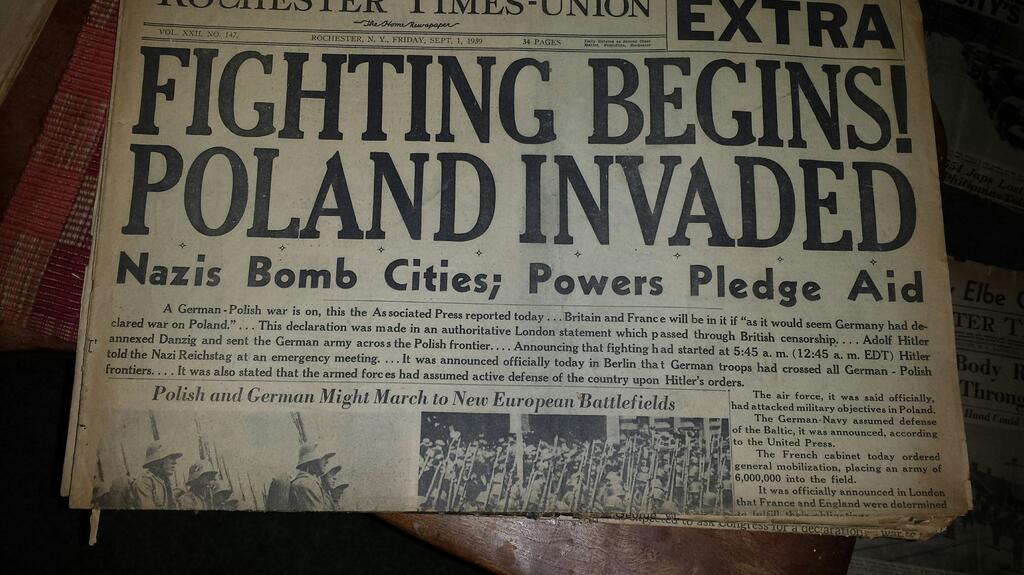 ROCHESTER TIMES-UNION
The Home Newspaper
EXTRA
VOL. XXII. NO. 147.
ROCHESTER, N. Y., FRIDAY, SEPT. 1, 1939
34 PAGES
FIGHTING BEGINS!
POLAND INVADED
Nazis Bomb Cities; Powers Pledge Aid
A German-Polish war is on, this the Associated Press reported today . . . Britain and France will be in it if "as it would seem Germany had de-
clared war on Poland." . . . This declaration was made in an authoritative London statement which passed through British censorship. . . . Adolf Hitler
annexed Danzig and sent the German army across the Polish frontier. . . . Announcing that fighting had started at 5:45 a. m. (12:45 a. m. EDT) Hitler
told the Nazi Reichstag at an emergency meeting. . . . It was announced officially today in Berlin that German troops had crossed all German - Polish
frontiers. . . . It was also stated that the armed forces had assumed active defense of the country upon Hitler's orders.
Polish and German Might March to New European Battlefields
The air force, it was said officially,
had attacked military objectives in Poland.
The German-Navy assumed defense
of the Baltic, it was announced, according
to the United Press.
The French cabinet today ordered
general mobilization, placing an army of
6,000,000 into the field.
It was officially announced in London
that France and England were determined
to ask Congress for a declaration
Japs
Elbe
TER T
Body R
Throng
Hand Could